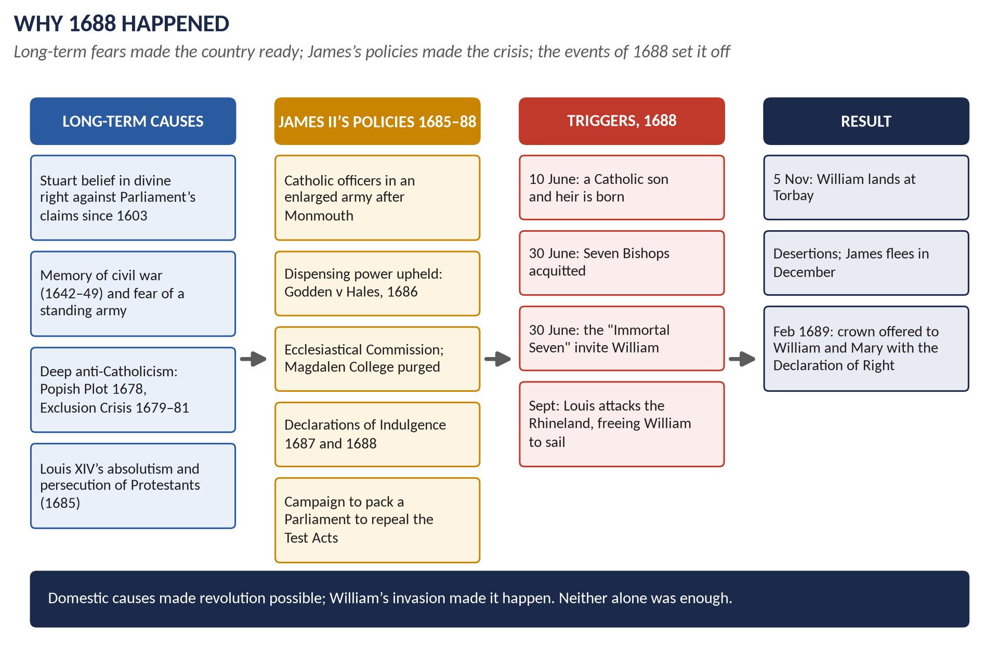 WHY 1688 HAPPENED
Long-term fears made the country ready; James’s policies made the crisis; the events of 1688 set it off
LONG-TERM CAUSES
Stuart belief in divine
right against Parliament’s
claims since 1603
Memory of civil war
(1642–49) and fear of a
standing army
Deep anti-Catholicism:
Popish Plot 1678,
Exclusion Crisis 1679–81
Louis XIV’s absolutism and
persecution of Protestants
(1685)
JAMES II’S POLICIES 1685–88
Catholic officers in an
enlarged army after
Monmouth
Dispensing power upheld:
Godden v Hales, 1686
Ecclesiastical Commission;
Magdalen College purged
Declarations of Indulgence
1687 and 1688
Campaign to pack a
Parliament to repeal the
Test Acts
TRIGGERS, 1688
10 June: a Catholic son
and heir is born
30 June: Seven Bishops
acquitted
30 June: the "Immortal
Seven" invite William
Sept: Louis attacks the
Rhineland, freeing William
to sail
RESULT
5 Nov: William lands at
Torbay
Desertions; James flees in
December
Feb 1689: crown offered to
William and Mary with the
Declaration of Right
Domestic causes made revolution possible; William’s invasion made it happen. Neither alone was enough.